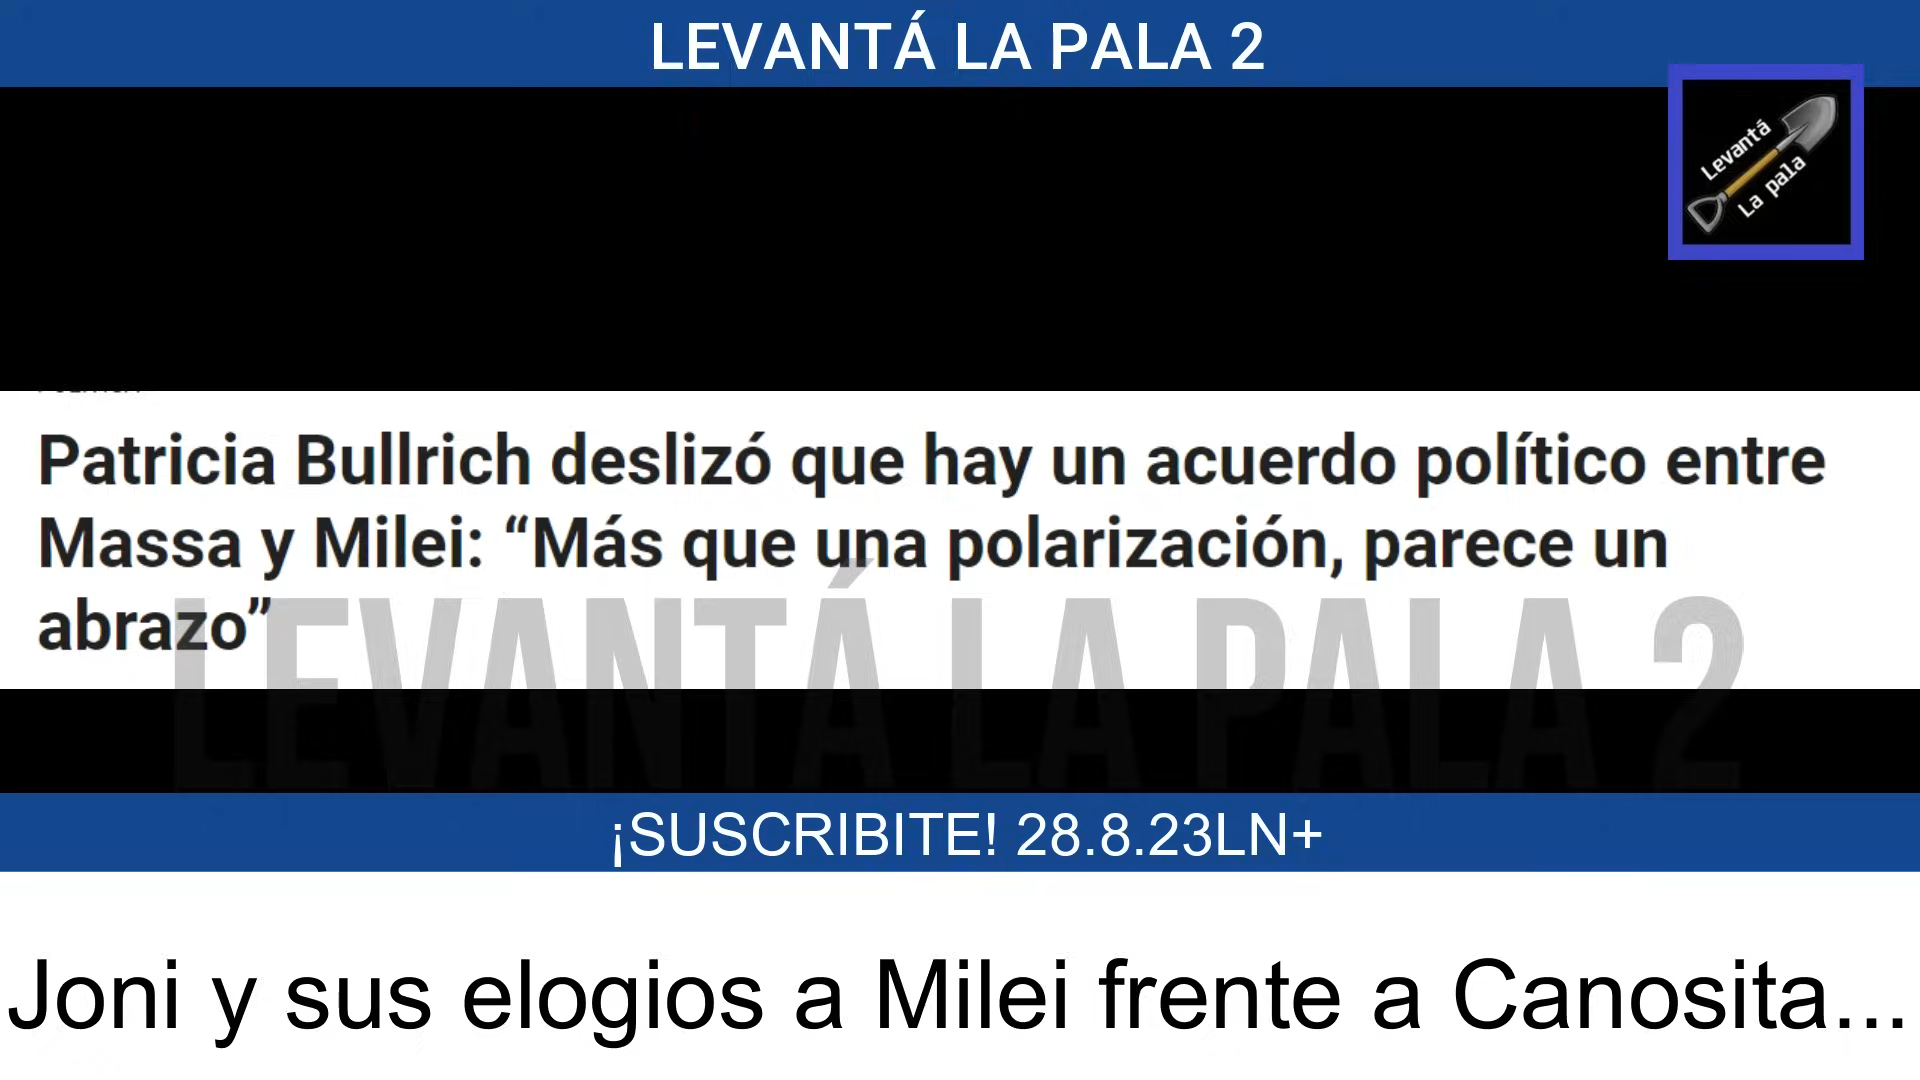 LEVANTÁ LA PALA 2
Levantá
La pala
Patricia Bullrich deslizó que hay un acuerdo político entre
Massa y Milei: “Más que una polarización, parece un
abrazo”
LEVANTÁ LA PALA 2
¡SUSCRIBITE! 28.8.23LN+
Joni y sus elogios a Milei frente a Canosita...